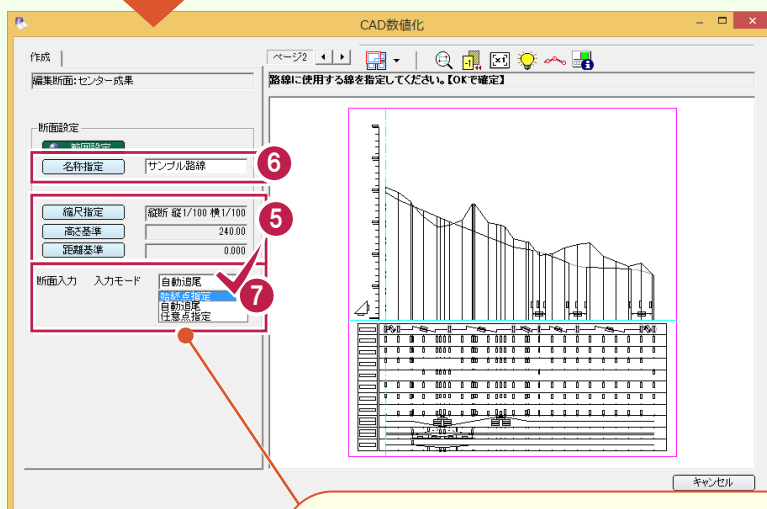 CAD数値化
作成
編集断面:センター成果
断面設定
範囲設定
名称指定 サンプル路線
6
縮尺指定 縦断 縦1/100 横1/100
高さ基準 240.00
距離基準 0.000
5
断面入力 入力モード 自動追尾
始終点指定
自動追尾
任意点指定
7
ページ2
路線に使用する線を指定してください。【OKで確定】
キャンセル